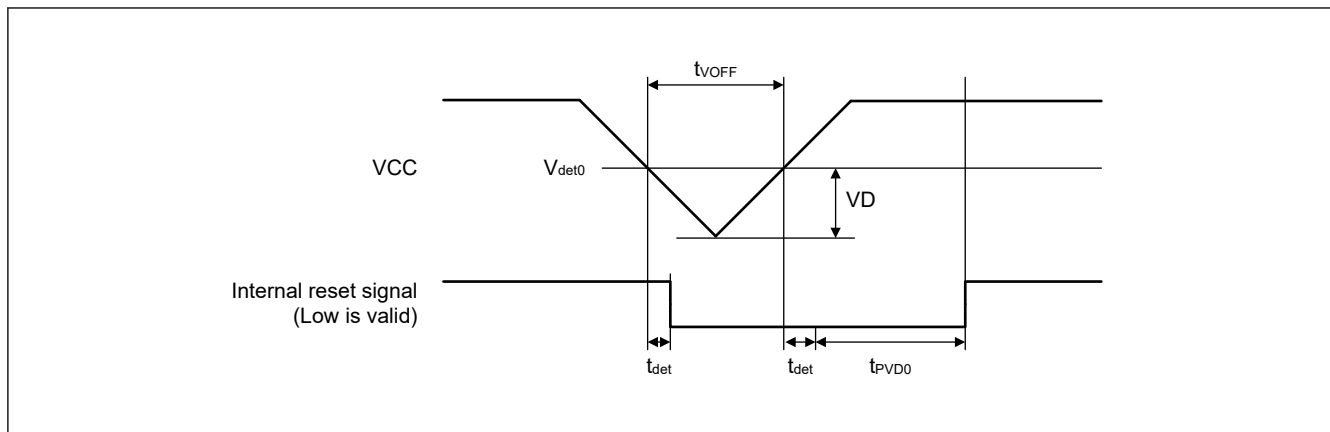 tVOFF
VCC
Vdet0
VD
Internal reset signal
(Low is valid)
tdet
tdet
tPVD0